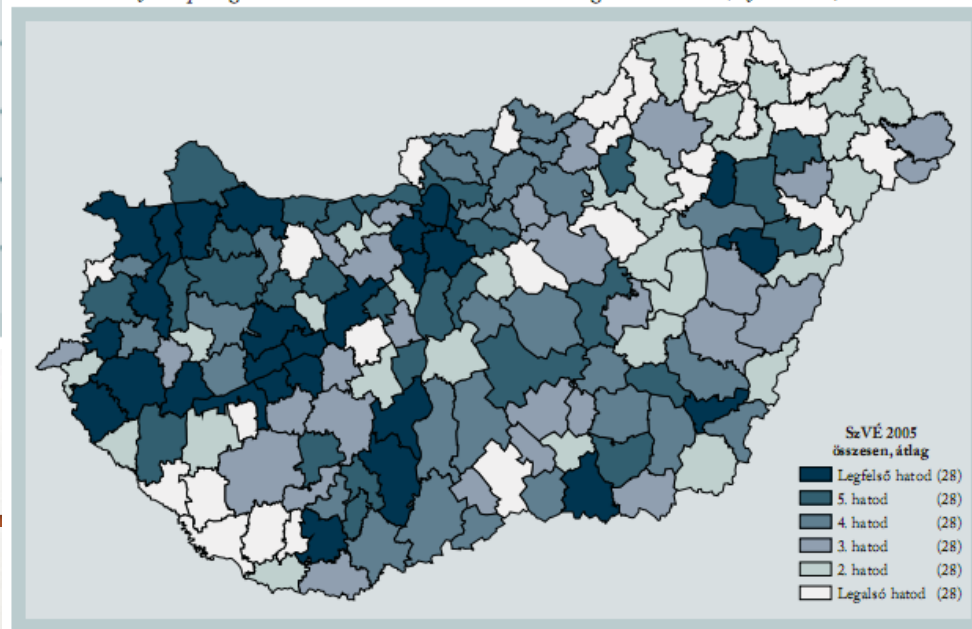 SzVÉ 2005
összesen, átlag
Legfelső hatod (28)
5. hatod (28)
4. hatod (28)
3. hatod (28)
2. hatod (28)
Legalsó hatod (28)